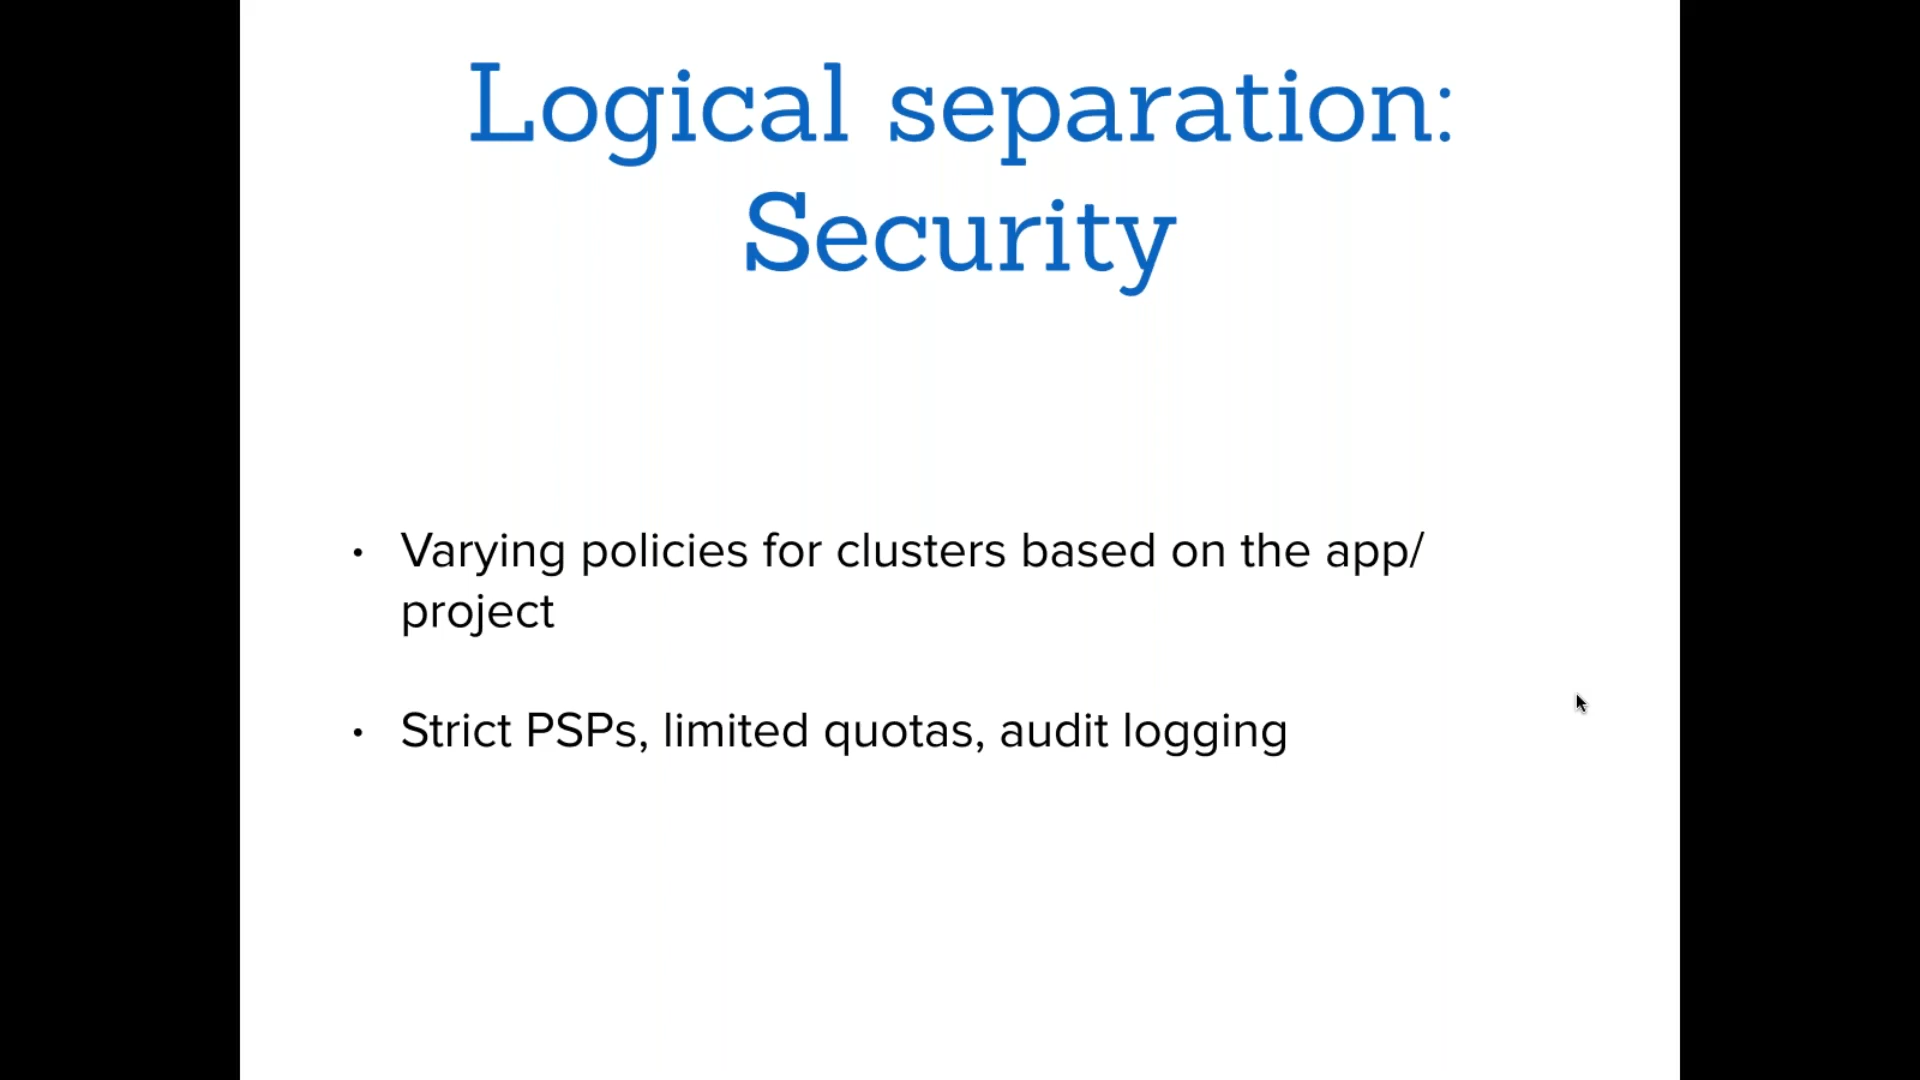 Logical separation:
Security
• Varying policies for clusters based on the app/
project
• Strict PSPs, limited quotas, audit logging